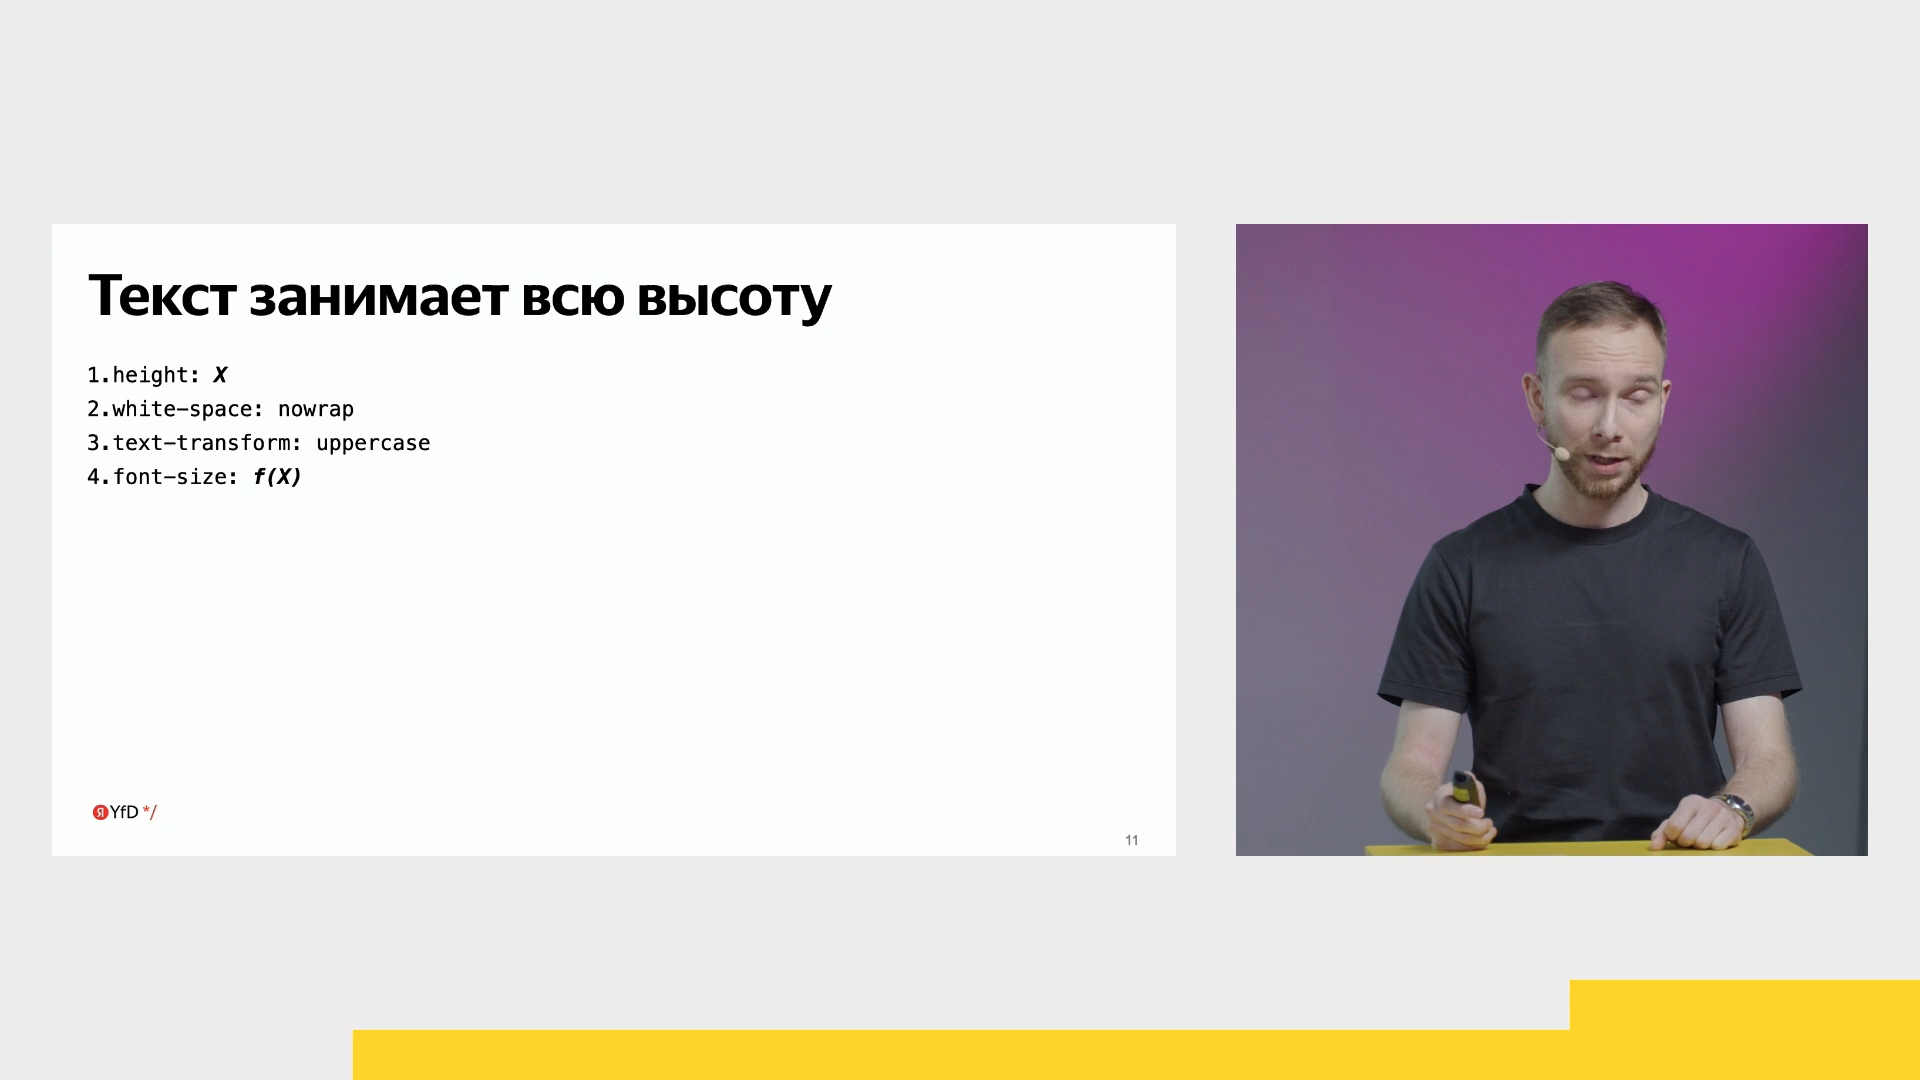 Текст занимает всю высоту
1.height: X
2.white-space: nowrap
3.text-transform: uppercase
4.font-size: f(X)
Я YfD */
11